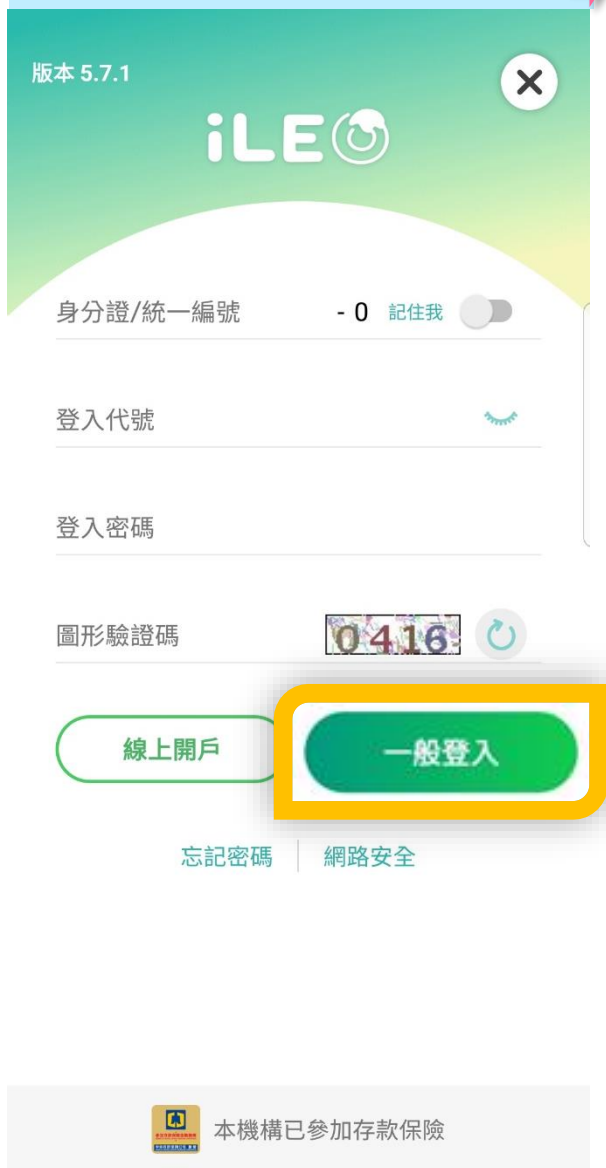 版本 5.7.1
iLEO
身分證/統一編號 - 0 記住我
登入代號
登入密碼
圖形驗證碼 0416
線上開戶 一般登入
忘記密碼 網路安全
本機構已參加存款保險